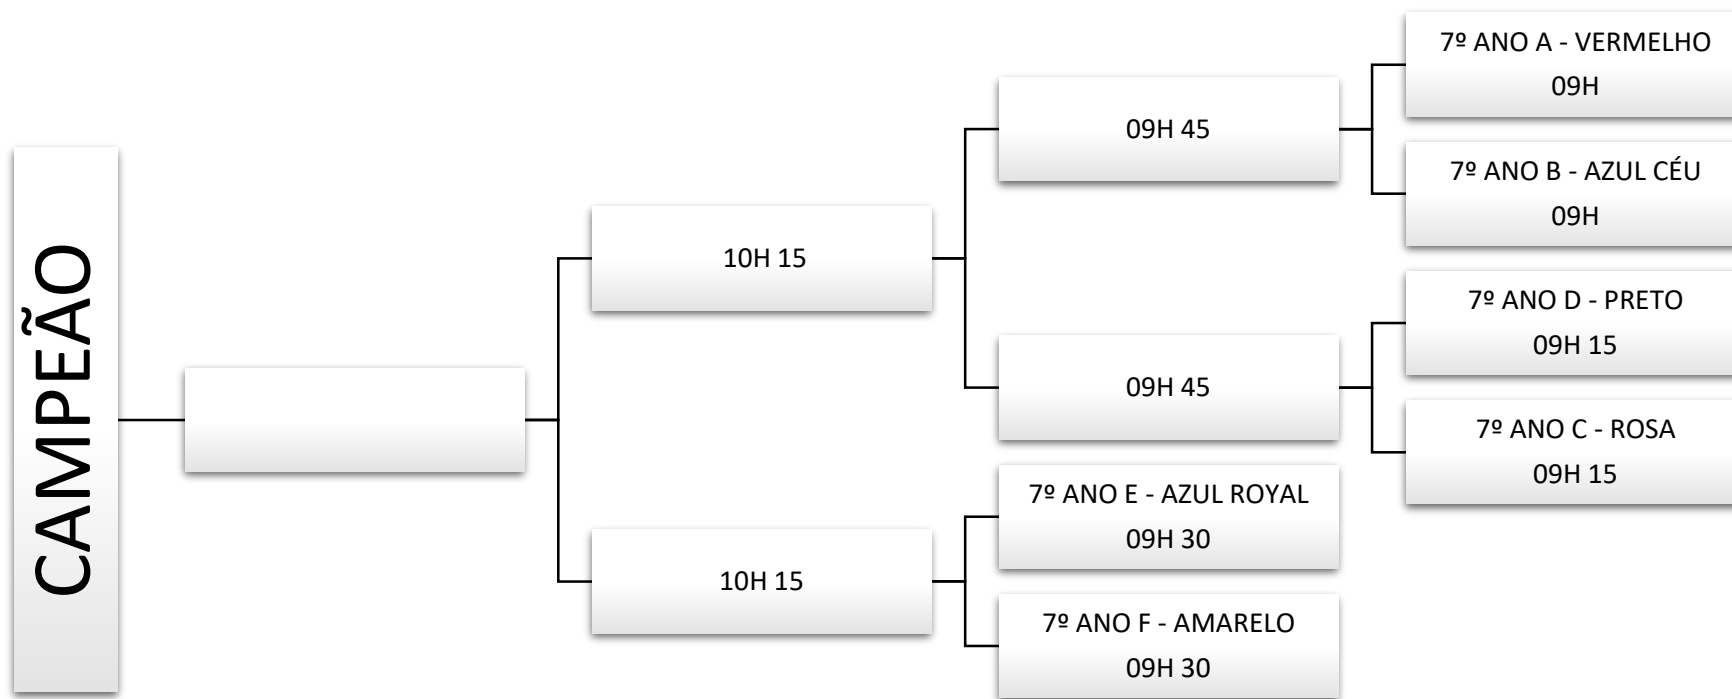 CAMPEÃO
10H 15
09H 45
7º ANO A - VERMELHO
09H
7º ANO B - AZUL CÉU
09H
09H 45
7º ANO D - PRETO
09H 15
7º ANO C - ROSA
09H 15
10H 15
7º ANO E - AZUL ROYAL
09H 30
7º ANO F - AMARELO
09H 30